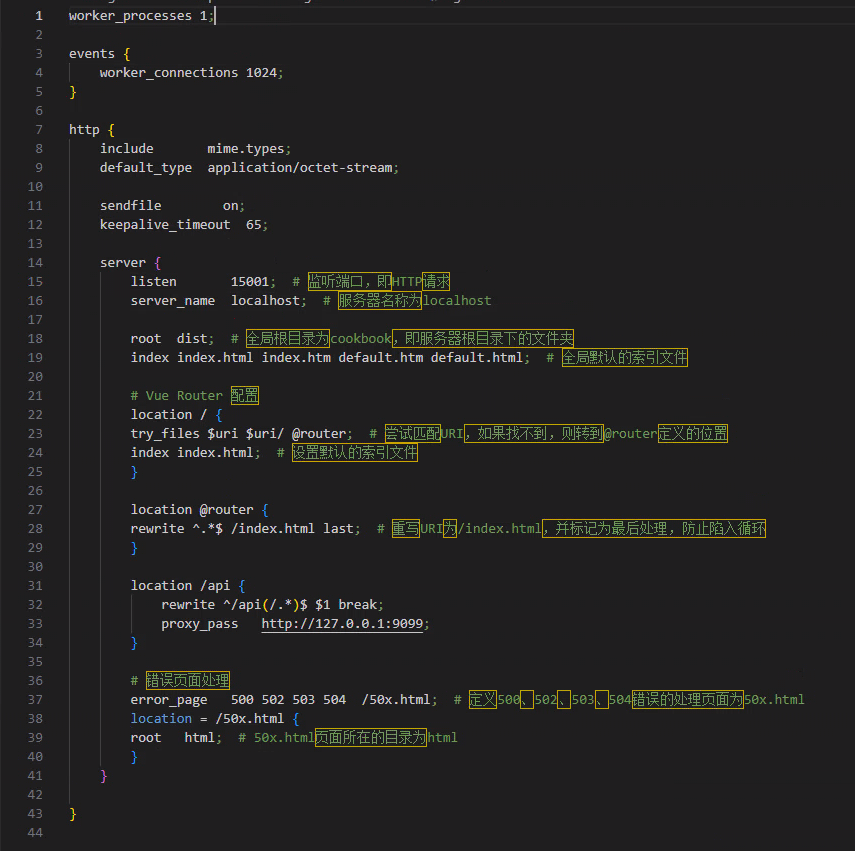 1 worker_processes 1;
2
3 events {
4 worker_connections 1024;
5 }
6
7 http {
8 include       mime.types;
9 default_type  application/octet-stream;
10
11 sendfile        on;
12 keepalive_timeout  65;
13
14 server {
15 listen       15001;  # 监听端口，即HTTP请求
16 server_name  localhost;  # 服务器名称为localhost
17
18 root  dist;  # 全局根目录为cookbook，即服务器根目录下的文件夹
19 index index.html index.htm default.htm default.html;  # 全局默认的索引文件
20
21 # Vue Router 配置
22 location / {
23 try_files $uri $uri/ @router;  # 尝试匹配URI，如果找不到，则转到@router定义的位置
24 index index.html;  # 设置默认的索引文件
25 }
26
27 location @router {
28 rewrite ^.*$ /index.html last;  # 重写URI为/index.html，并标记为最后处理，防止陷入循环
29 }
30
31 location /api {
32 rewrite ^/api(/.*)$ $1 break;
33 proxy_pass   http://127.0.0.1:9099;
34 }
35
36 # 错误页面处理
37 error_page   500 502 503 504  /50x.html;  # 定义500、502、503、504错误的处理页面为50x.html
38 location = /50x.html {
39 root   html;  # 50x.html页面所在的目录为html
40 }
41 }
42
43 }
44